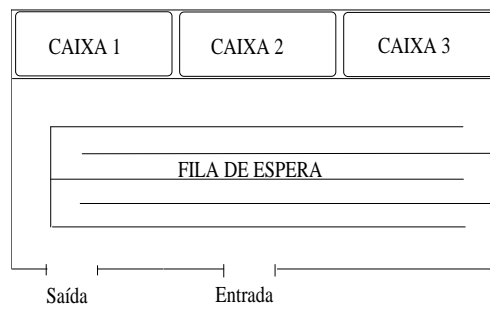 CAIXA 1
CAIXA 2
CAIXA 3
FILA DE ESPERA
Saída
Entrada